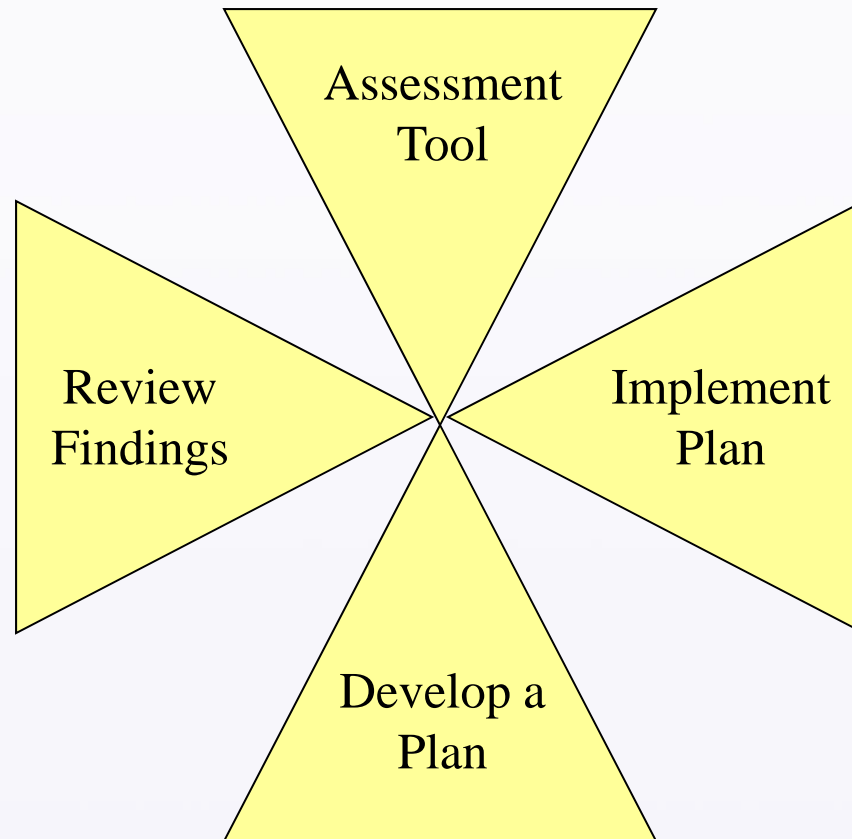 Assessment
Tool
Review
Findings
Implement
Plan
Develop a
Plan